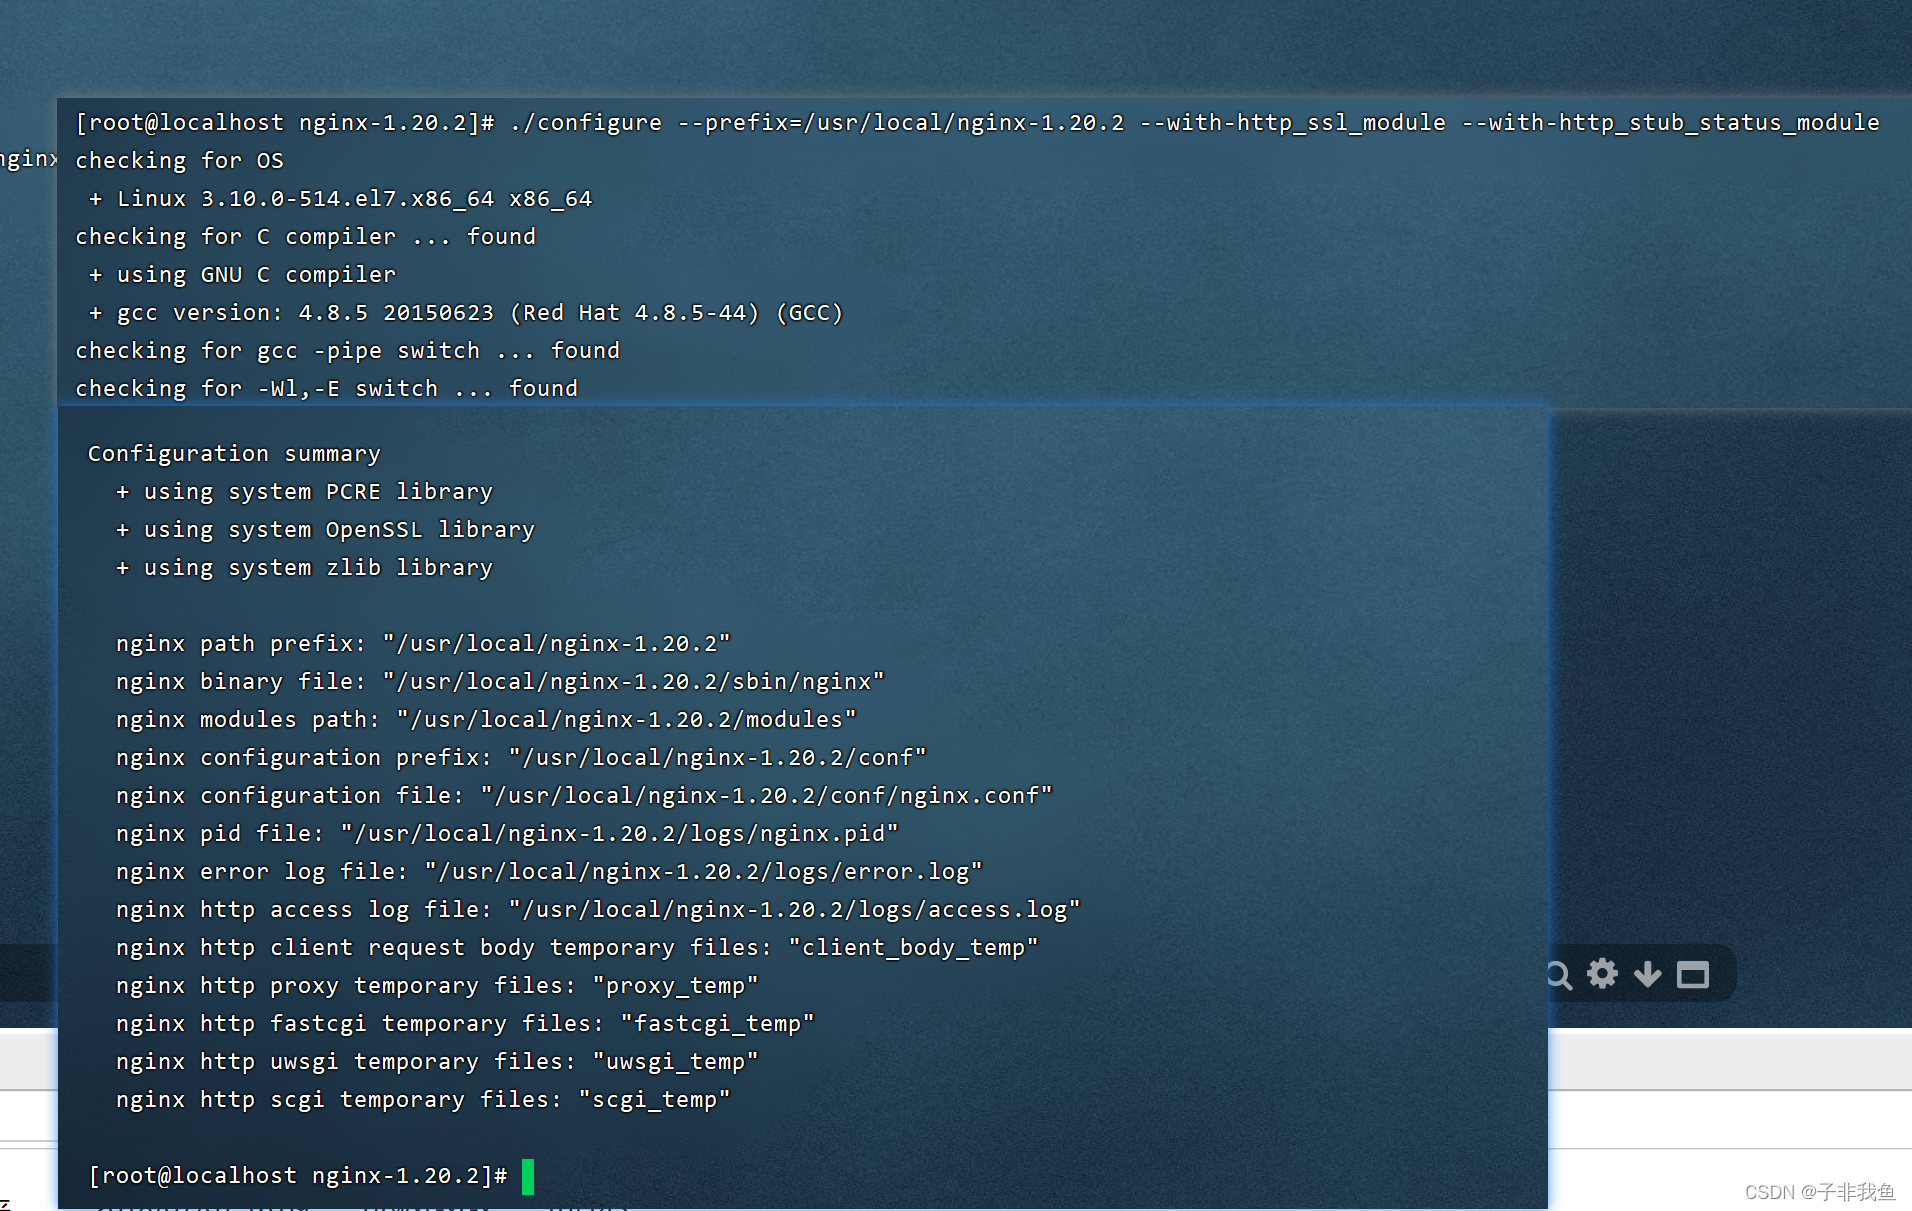 [root@localhost nginx-1.20.2]# ./configure --prefix=/usr/local/nginx-1.20.2 --with-http_ssl_module --with-http_stub_status_module
nginx
checking for OS
 + Linux 3.10.0-514.el7.x86_64 x86_64
checking for C compiler ... found
 + using GNU C compiler
 + gcc version: 4.8.5 20150623 (Red Hat 4.8.5-44) (GCC)
checking for gcc -pipe switch ... found
checking for -Wl,-E switch ... found
Configuration summary
  + using system PCRE library
  + using system OpenSSL library
  + using system zlib library
  nginx path prefix: "/usr/local/nginx-1.20.2"
  nginx binary file: "/usr/local/nginx-1.20.2/sbin/nginx"
  nginx modules path: "/usr/local/nginx-1.20.2/modules"
  nginx configuration prefix: "/usr/local/nginx-1.20.2/conf"
  nginx configuration file: "/usr/local/nginx-1.20.2/conf/nginx.conf"
  nginx pid file: "/usr/local/nginx-1.20.2/logs/nginx.pid"
  nginx error log file: "/usr/local/nginx-1.20.2/logs/error.log"
  nginx http access log file: "/usr/local/nginx-1.20.2/logs/access.log"
  nginx http client request body temporary files: "client_body_temp"
  nginx http proxy temporary files: "proxy_temp"
  nginx http fastcgi temporary files: "fastcgi_temp"
  nginx http uwsgi temporary files: "uwsgi_temp"
  nginx http scgi temporary files: "scgi_temp"
[root@localhost nginx-1.20.2]#
CSDN @子非我鱼